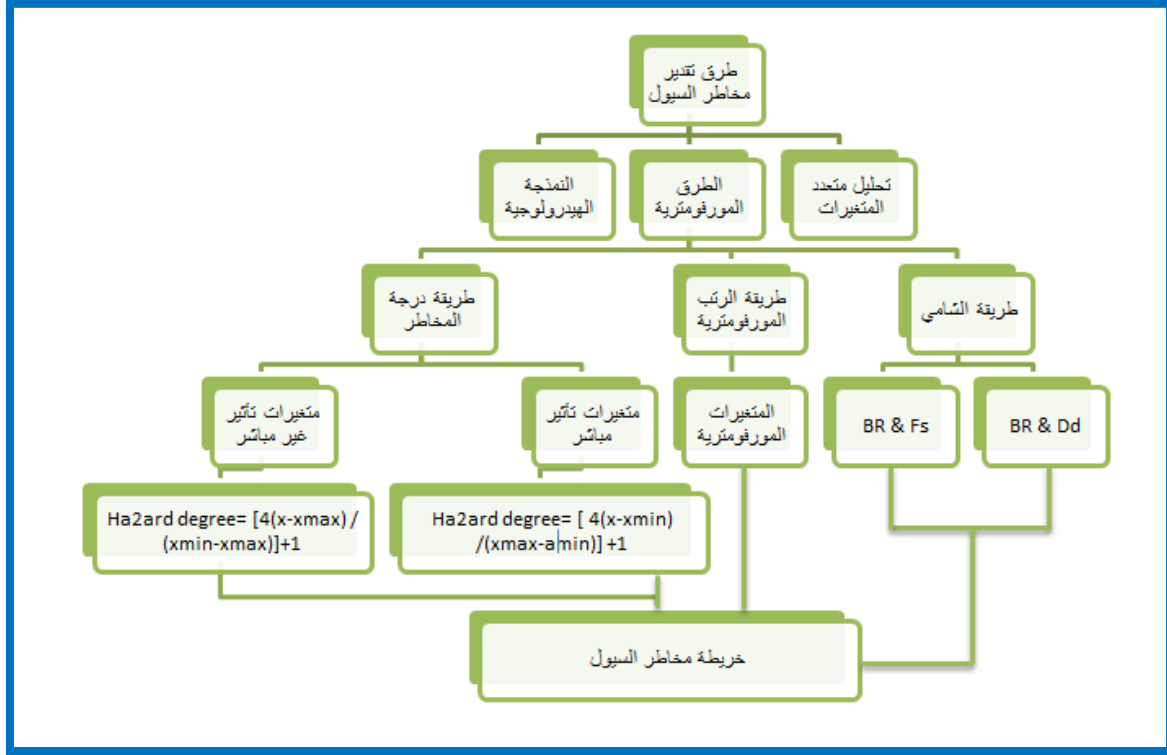 طرق تقدير
مخاطر السيول
تحليل متعدد
المتغيرات
الطرق
المورفومترية
النمذجة
الهيدرولوجية
طريقة الشامي
طريقة الرتب
المورفومترية
طريقة درجة
المخاطر
BR & Dd
BR & Fs
المتغيرات
المورفومترية
متغيرات تأثير
مباشر
متغيرات تأثير
غير مباشر
Ha2ard degree= [ 4(x-xmin)
/(xmax-amin)] +1
Ha2ard degree= [4(x-xmax) /
(xmin-xmax)]+1
خريطة مخاطر السيول